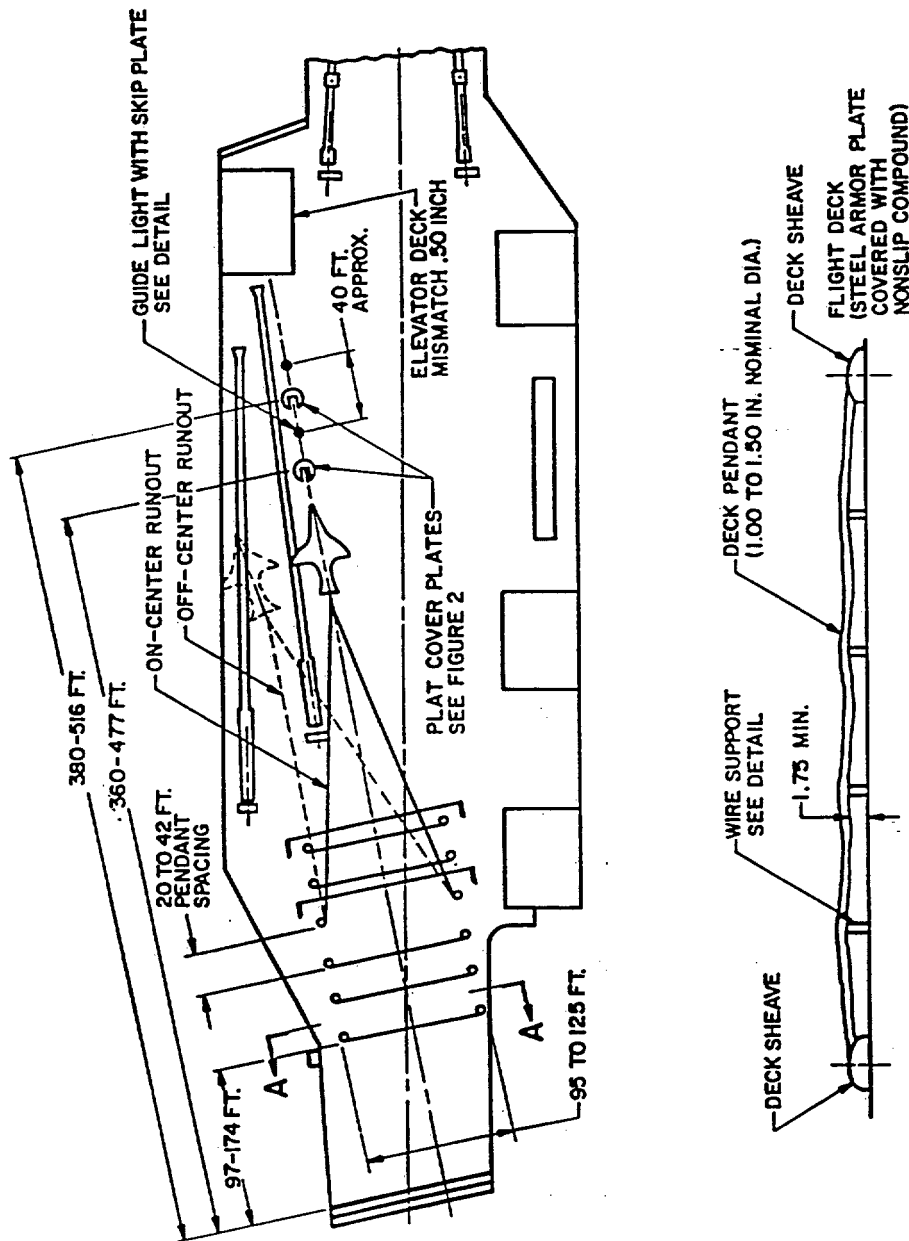 380-516 FT.
360-477 FT.
20 TO 42 FT.
PENDANT
SPACING
97-174 FT.
A
A
95 TO 125 FT.
ON-CENTER RUNOUT
OFF-CENTER RUNOUT
GUIDE LIGHT WITH SKIP PLATE
SEE DETAIL
40 FT.
APPROX.
ELEVATOR DECK
MISMATCH .50 INCH
PLAT COVER PLATES
SEE FIGURE 2
DECK SHEAVE
WIRE SUPPORT
SEE DETAIL
1.75 MIN.
DECK PENDANT
(1.00 TO 1.50 IN. NOMINAL DIA.)
DECK SHEAVE
FLIGHT DECK
(STEEL ARMOR PLATE
COVERED WITH
NONSLIP COMPOUND)